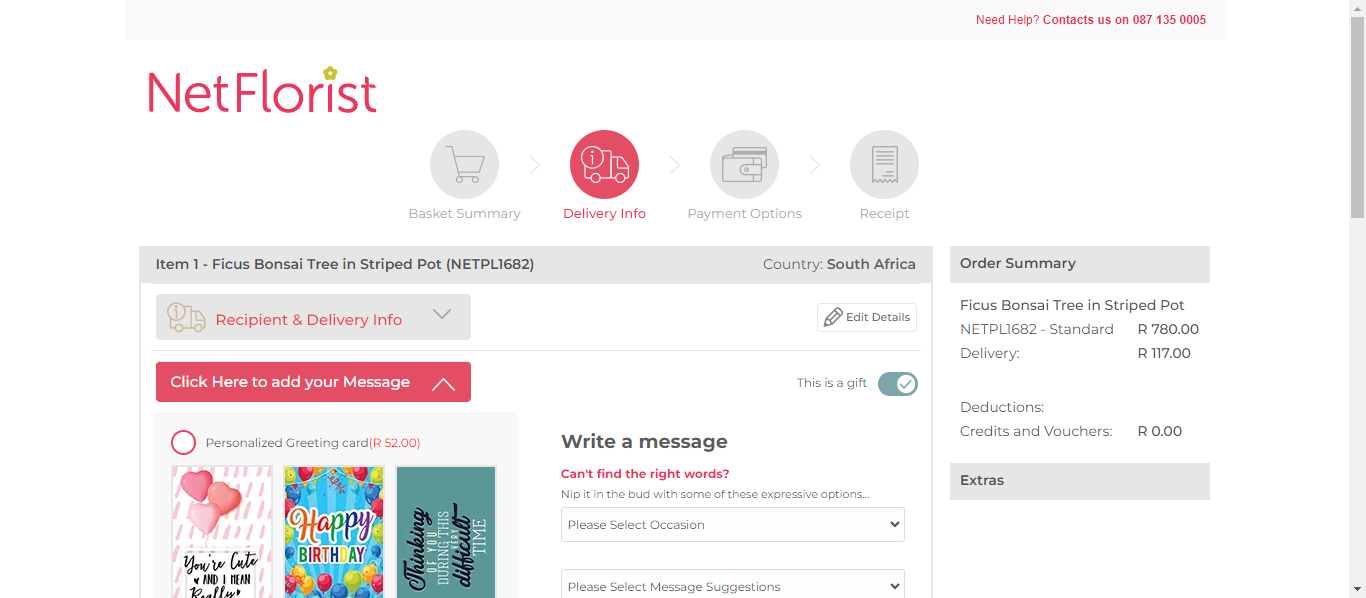 Need Help? Contacts us on 087 135 0005
NetFlorist
Basket Summary
Delivery Info
Payment Options
Receipt
Item 1 - Ficus Bonsai Tree in Striped Pot (NETPL1682)
Country: South Africa
Recipient & Delivery Info
Edit Details
Click Here to add your Message
This is a gift
Personalized Greeting card(R 52.00)
You're Cute
AND I MEAN
Really
Happy
BIRTHDAY
Thinking
OF YOU
DURING THIS
VERY
difficult
TIME
Write a message
Can't find the right words?
Nip it in the bud with some of these expressive options...
Please Select Occasion
Please Select Message Suggestions
Order Summary
Ficus Bonsai Tree in Striped Pot
NETPL1682 - Standard R 780.00
Delivery: R 117.00
Deductions:
Credits and Vouchers: R 0.00
Extras